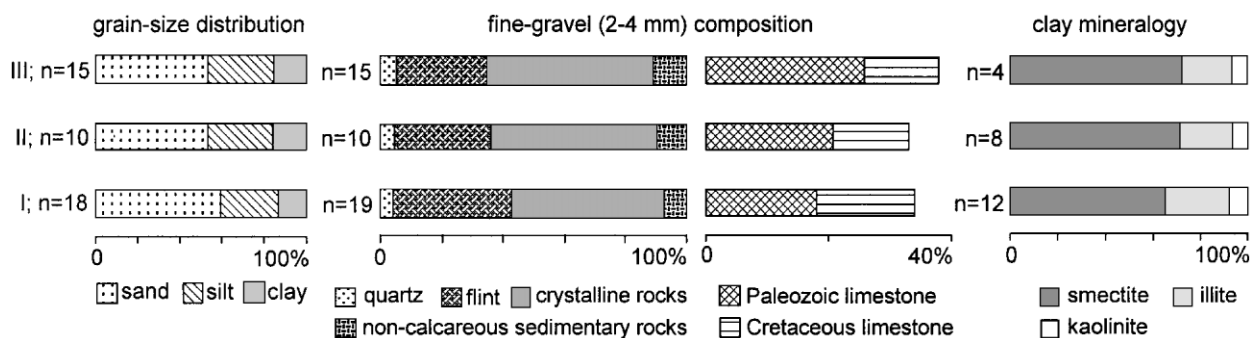 grain-size distribution fine-gravel (2-4 mm) composition clay mineralogy
III; n=15 n=15 n=4
II; n=10 n=10 n=8
I; n=18 n=19 n=12
0 100% 0 100% 0 40% 0 100%
sand silt clay quartz flint crystalline rocks Paleozoic limestone smectite illite
non-calcareous sedimentary rocks Cretaceous limestone kaolinite